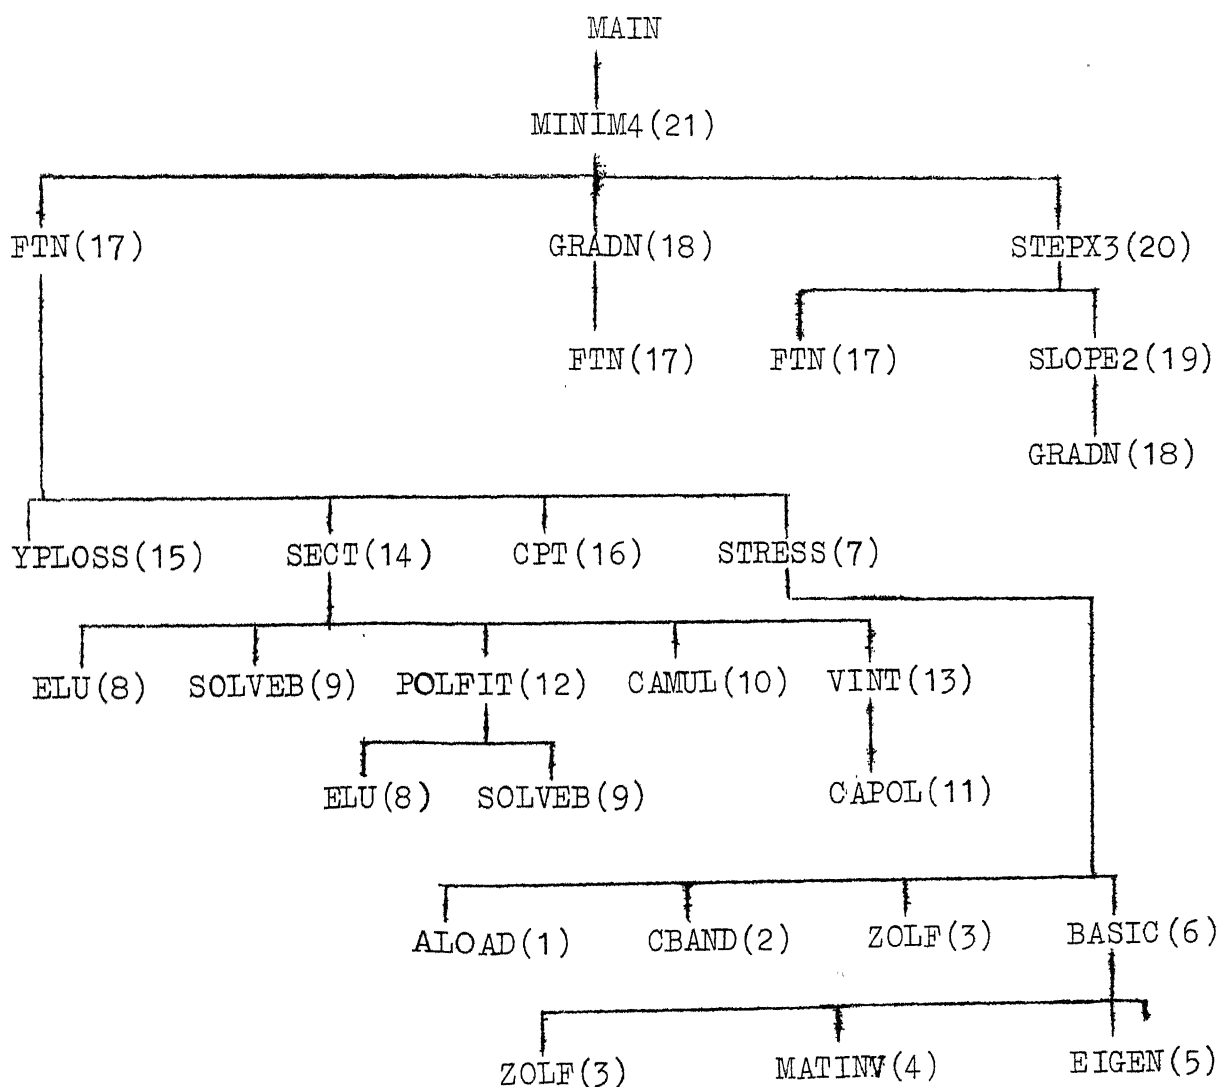 MAIN
MINIM4(21)
FTN(17) GRADN(18) STEPX3(20)
FTN(17) FTN(17) SLOPE2(19)
GRADN(18)
YPLOSS(15) SECT(14) CPT(16) STRESS(7)
ELU(8) SOLVEB(9) POLFIT(12) CAMUL(10) VINT(13)
ELU(8) SOLVEB(9) CAPOL(11)
ALOAD(1) CBAND(2) ZOLF(3) BASIC(6)
ZOLF(3) MATINV(4) EIGEN(5)